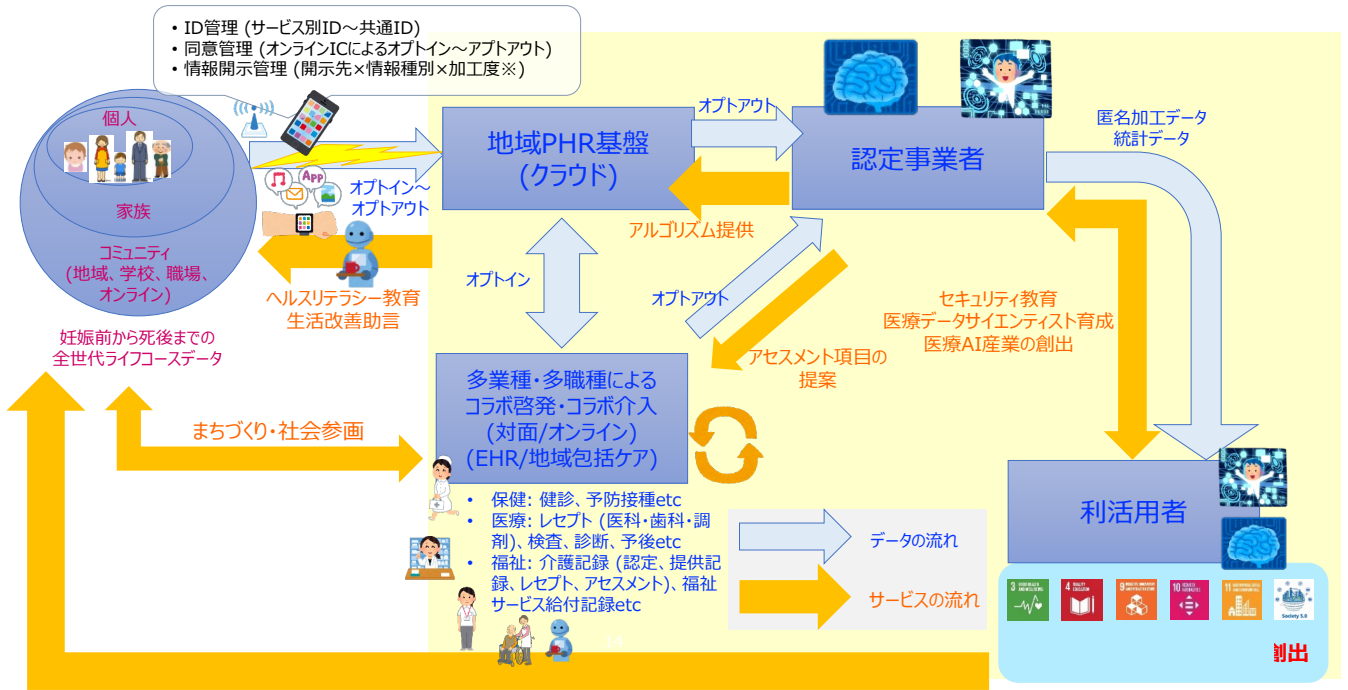 • ID管理 (サービス別ID～共通ID)
• 同意管理 (オンラインICによるオプトイン～アプトアウト)
• 情報開示管理 (開示先×情報種別×加工度※)
個人
家族
コミュニティ
(地域、学校、職場、
オンライン)
妊娠前から死後までの
全世代ライフコースデータ
App
オプトイン～
オプトアウト
ヘルスリテラシー教育
生活改善助言
地域PHR基盤
(クラウド)
オプトアウト
認定事業者
匿名加工データ
統計データ
アルゴリズム提供
オプトイン
オプトアウト
セキュリティ教育
医療データサイエンティスト育成
医療AI産業の創出
アセスメント項目の
提案
多業種・多職種による
コラボ啓発・コラボ介入
(対面/オンライン)
(EHR/地域包括ケア)
まちづくり・社会参画
• 保健: 健診、予防接種etc
• 医療: レセプト (医科・歯科・調
剤)、検査、診断、予後etc
• 福祉: 介護記録 (認定、提供記
録、レセプト、アセスメント)、福祉
サービス給付記録etc
データの流れ
サービスの流れ
利活用者
3
4 QUALITY EDUCATION
9
10
11
Society 5.0
創出